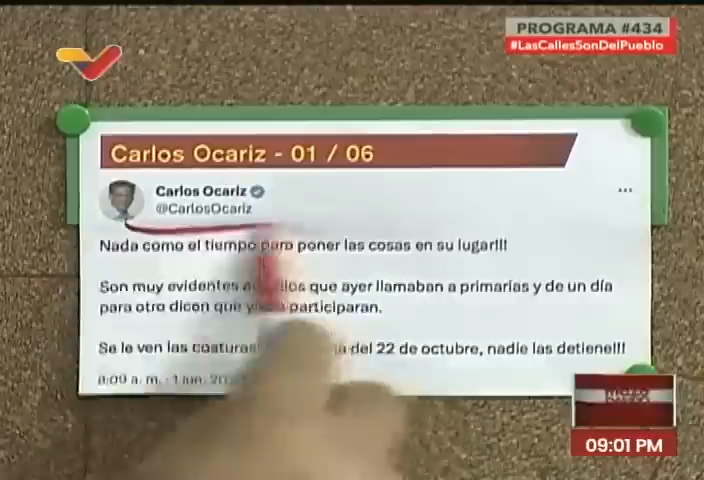 PROGRAMA #434
#LasCallesSonDelPueblo
Carlos Ocariz - 01 / 06
Carlos Ocariz
@CarlosOcariz
Nada como el tiempo para poner las cosas en su lugar!!!
Son muy evidentes que ayer llamaban a primarias y de un día
para otro dicen que participaran.
Se le ven las costuras! del 22 de octubre, nadie las detiene!!!
8:09 a. m. · 1 jun.
09:01 PM